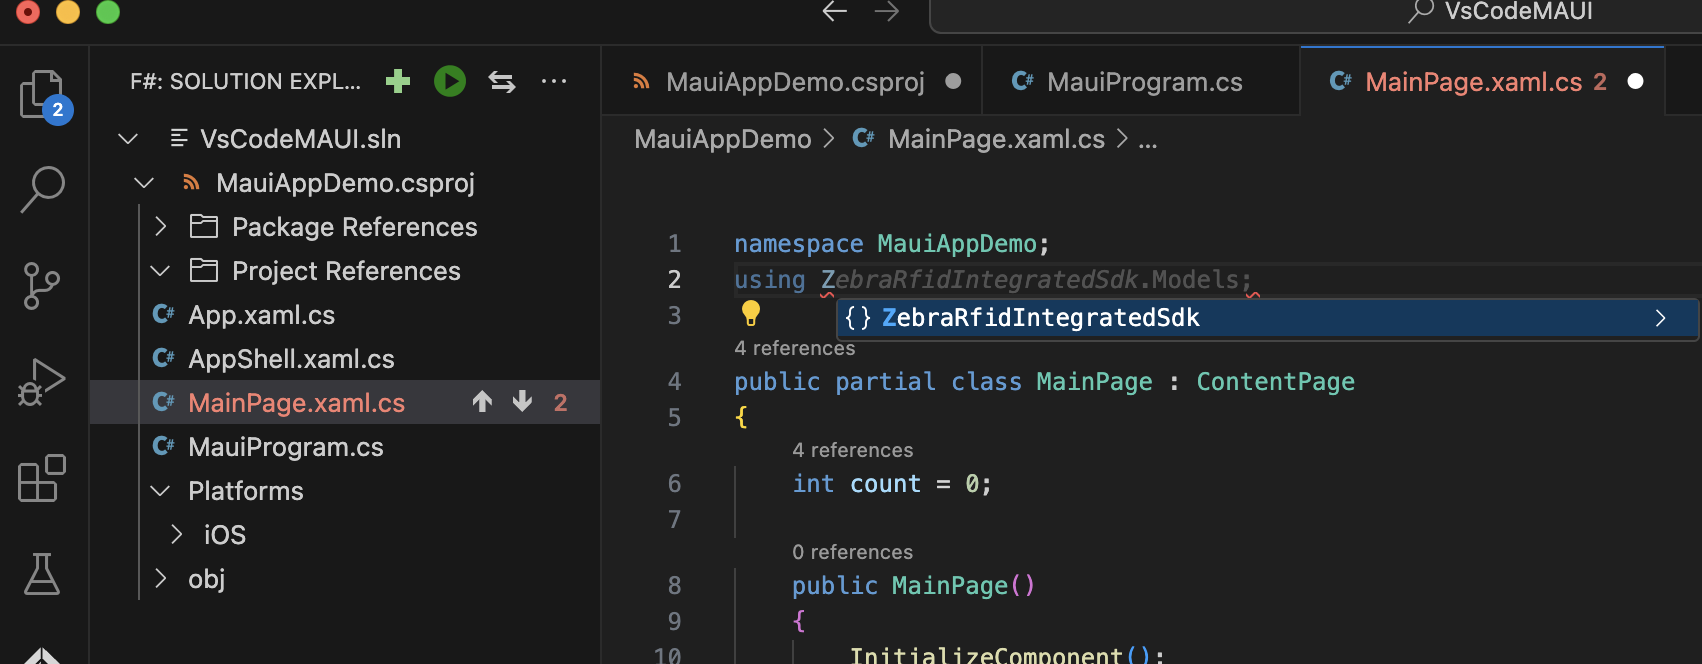 VsCodeMAUI
F#: SOLUTION EXPL...
MauiAppDemo.csproj
MauiProgram.cs
MainPage.xaml.cs 2
2
VsCodeMAUI.sln
MauiAppDemo.csproj
Package References
Project References
App.xaml.cs
AppShell.xaml.cs
MainPage.xaml.cs 2
MauiProgram.cs
Platforms
iOS
obj
MauiAppDemo > C# MainPage.xaml.cs > ...
1 namespace MauiAppDemo;
2 using ZebraRfidIntegratedSdk.Models;
3 {} ZebraRfidIntegratedSdk
4 references
4 public partial class MainPage : ContentPage
5 {
4 references
6 int count = 0;
7
0 references
8 public MainPage()
9 {
10 InitializeComponent();